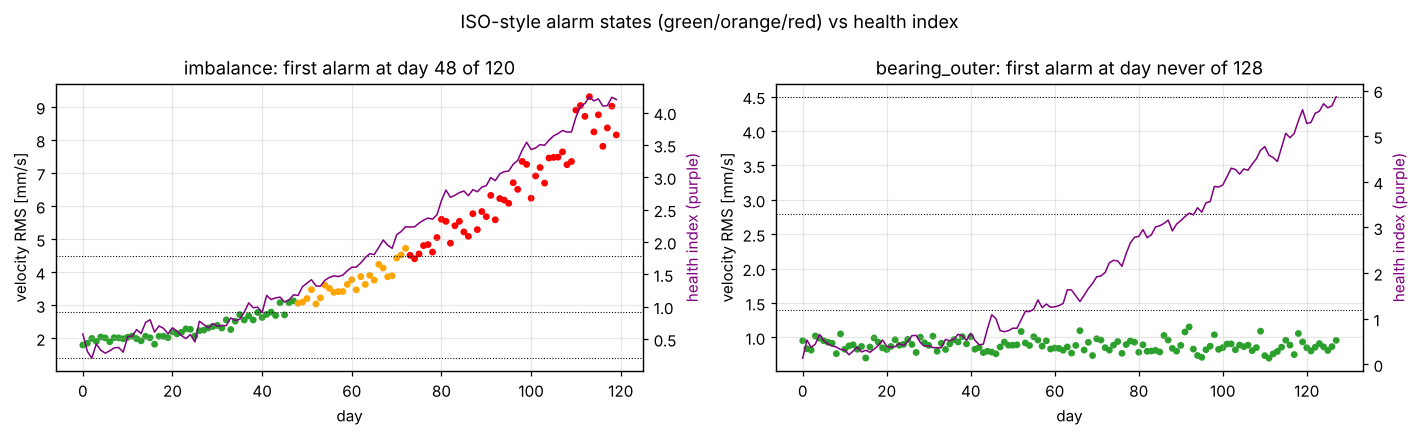 ISO-style alarm states (green/orange/red) vs health index
imbalance: first alarm at day 48 of 120
velocity RMS [mm/s]
9
8
7
6
5
4
3
2
4.0
3.5
3.0
2.5
2.0
1.5
1.0
0.5
health index (purple)
0 20 40 60 80 100 120
day
bearing_outer: first alarm at day never of 128
velocity RMS [mm/s]
4.5
4.0
3.5
3.0
2.5
2.0
1.5
1.0
6
5
4
3
2
1
0
health index (purple)
0 20 40 60 80 100 120
day